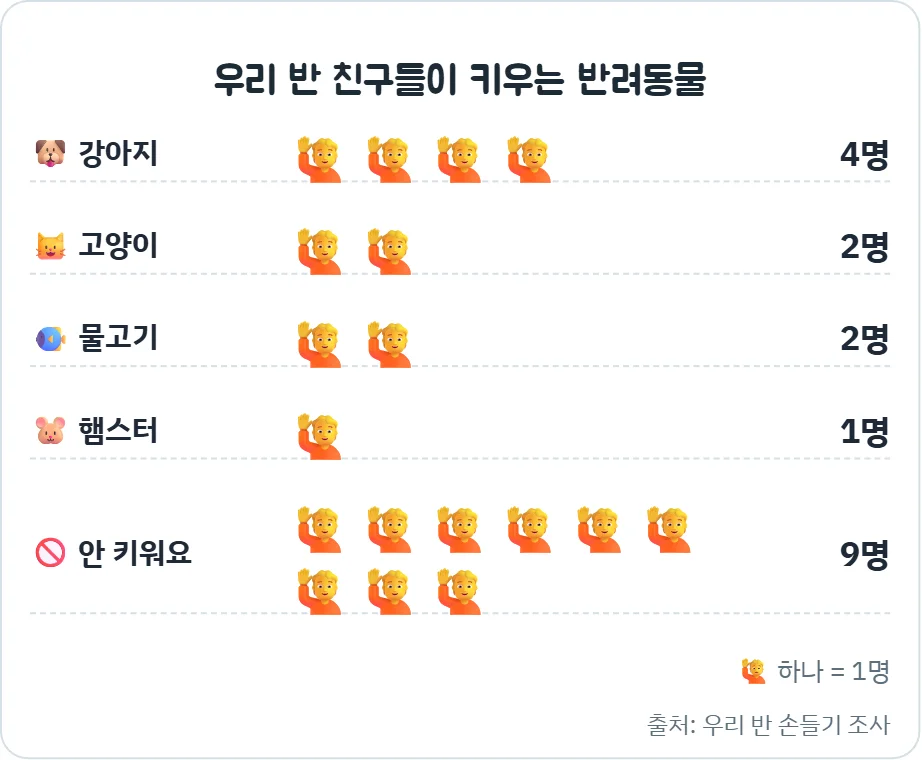 우리 반 친구들이 키우는 반려동물
강아지 4명
고양이 2명
물고기 2명
햄스터 1명
안 키워요 9명
하나 = 1명
출처: 우리 반 손들기 조사